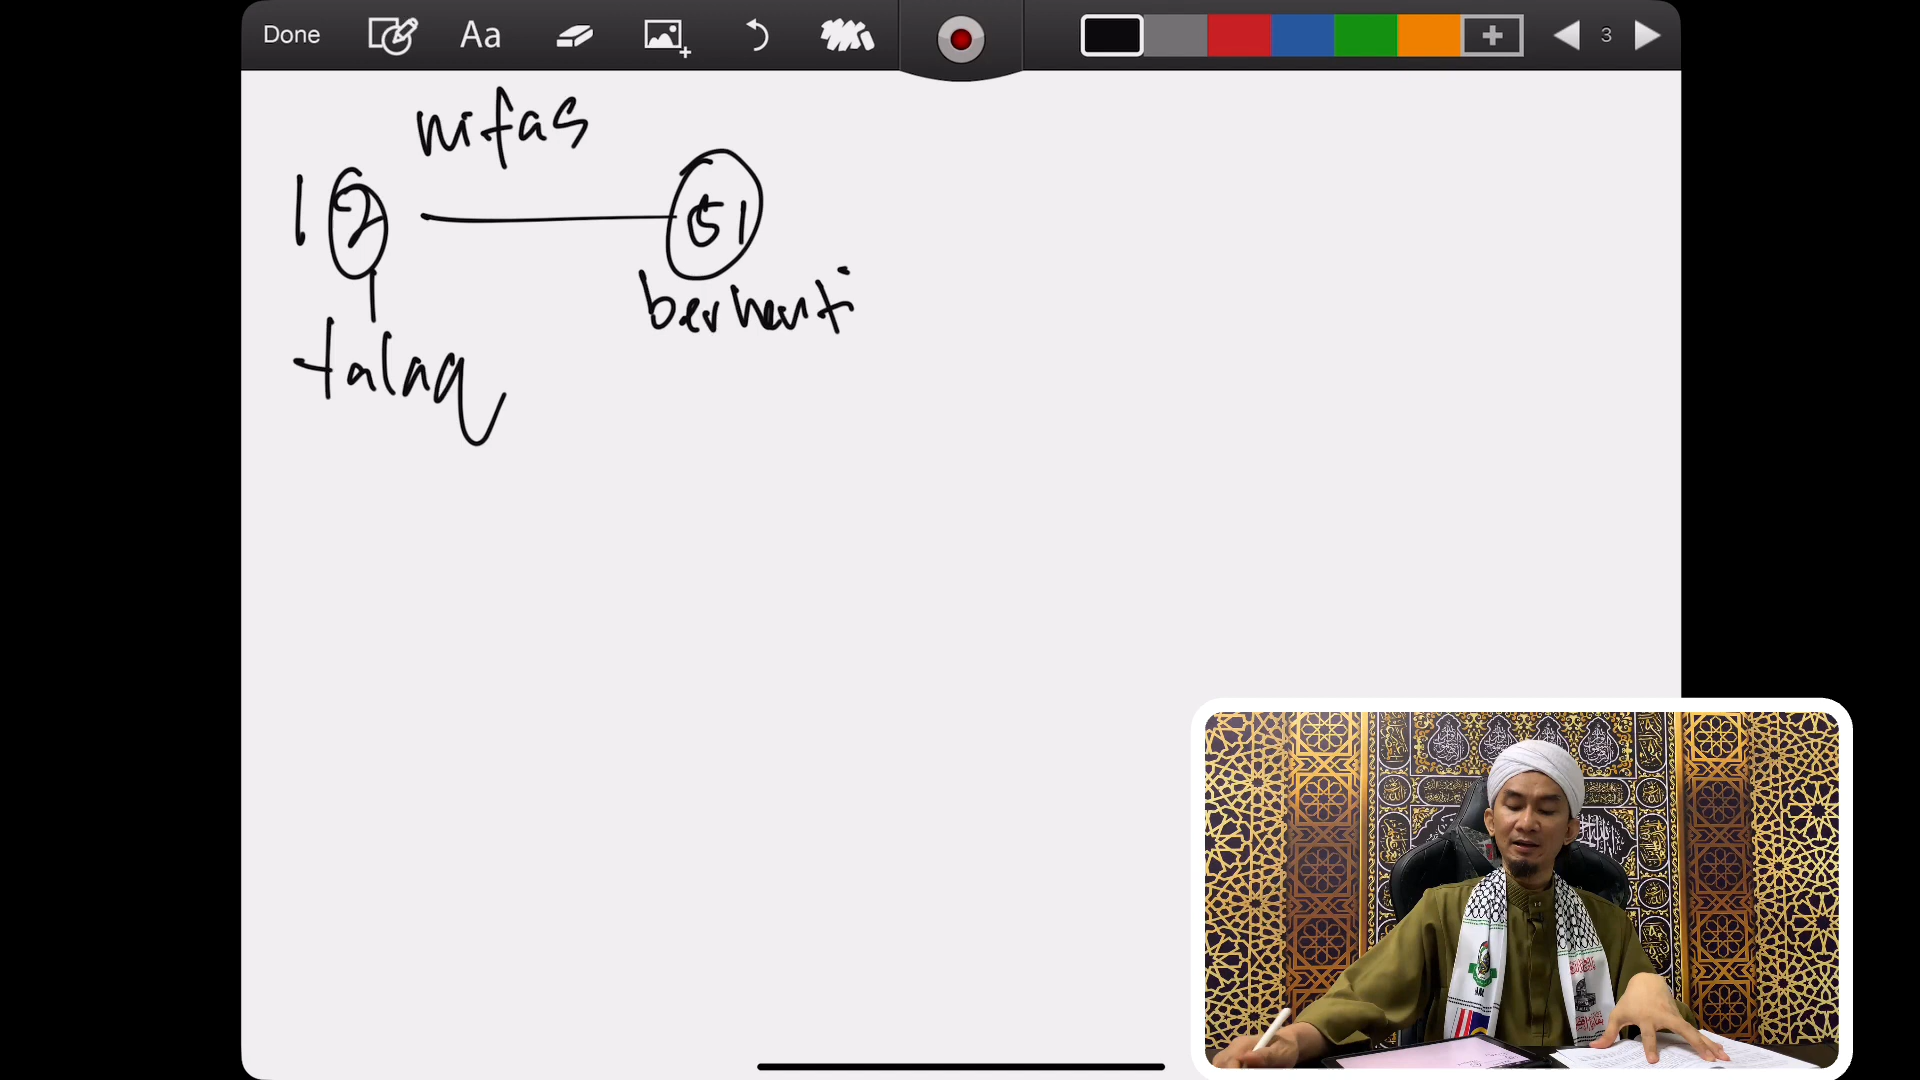 Done Aa 3
nifas
1 2 51
berhenti
talaq